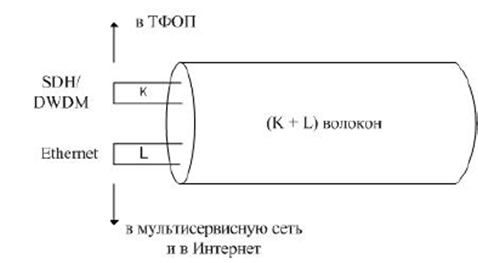 в ТФОП
SDH/
DWDM
K
(K + L) волокон
Ethernet
L
в мультисервисную сеть
и в Интернет